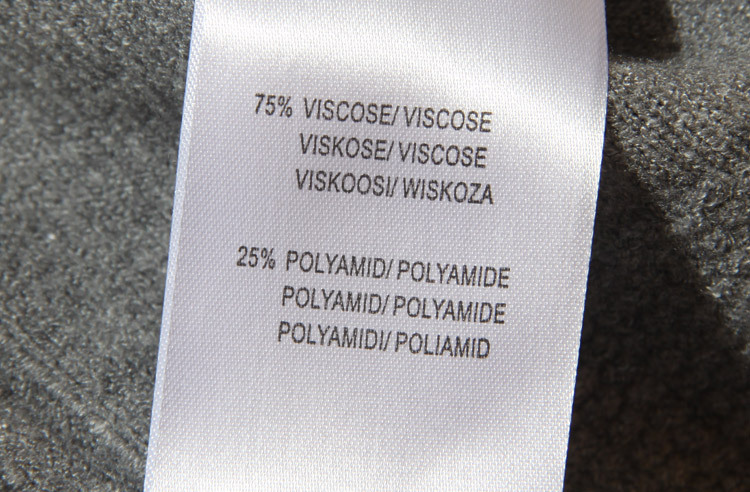 75% VISCOSE/ VISCOSE
VISKOSE/ VISCOSE
VISKOOSI/ WISKOZA
25% POLYAMID/ POLYAMIDE
POLYAMID/ POLYAMIDE
POLYAMIDI/ POLIAMID